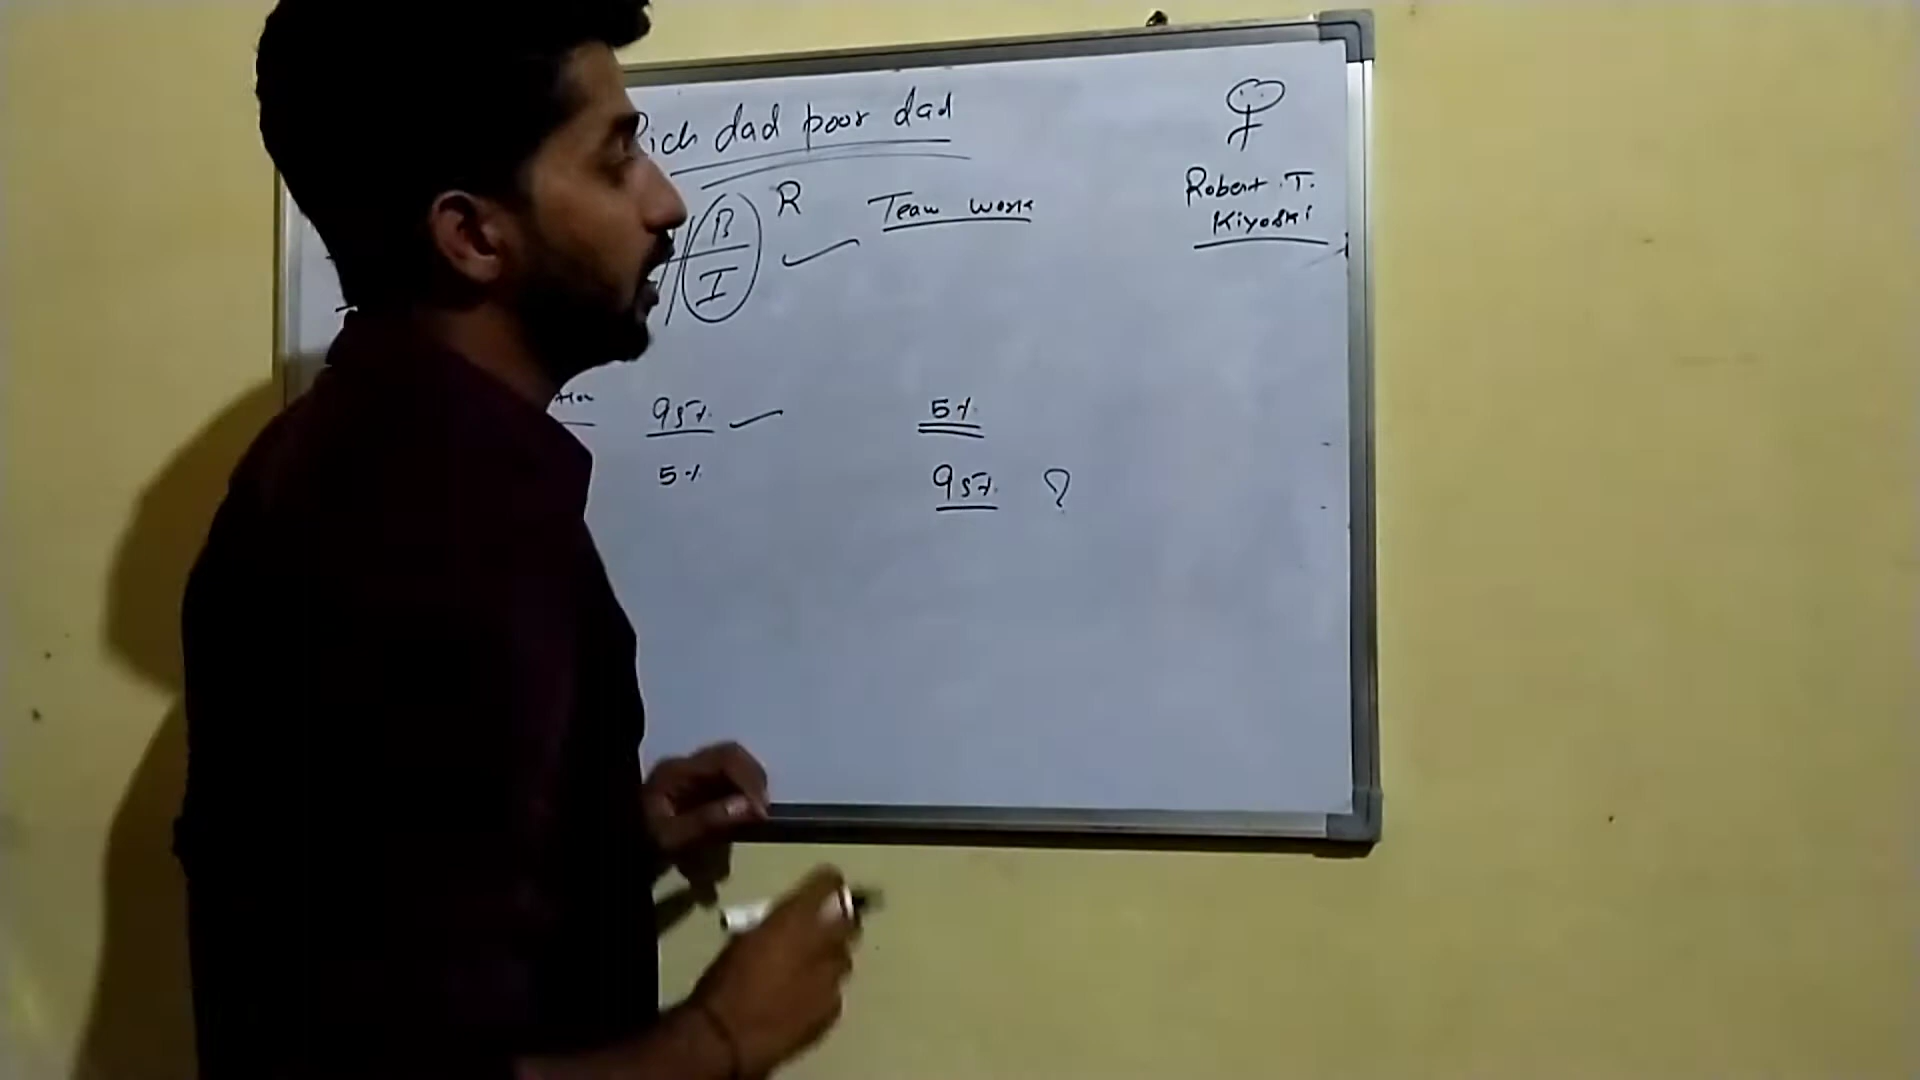 Rich dad poor dad
B R Team work
I
Robert .T.
Kiyoski
95% 5%
5% 95% ?